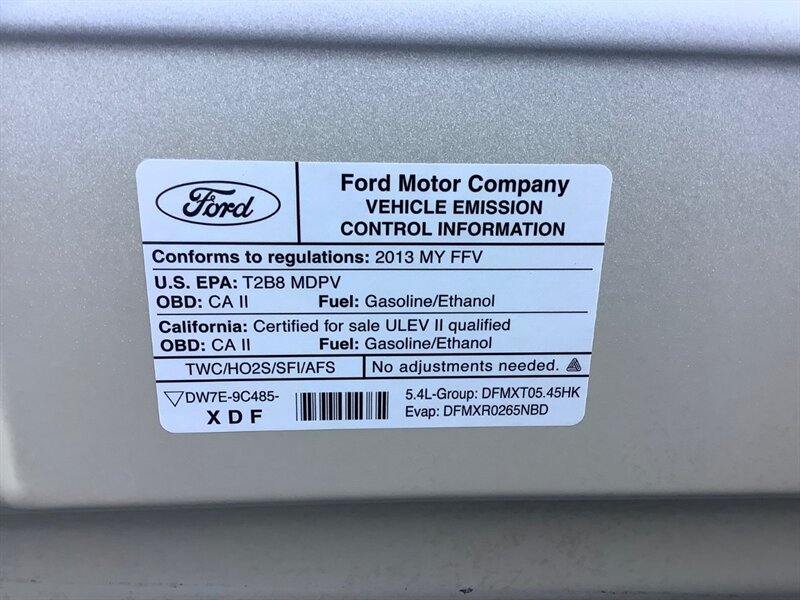 Ford
Ford Motor Company
VEHICLE EMISSION
CONTROL INFORMATION
Conforms to regulations: 2013 MY FFV
U.S. EPA: T2B8 MDPV
OBD: CA II Fuel: Gasoline/Ethanol
California: Certified for sale ULEV II qualified
OBD: CA II Fuel: Gasoline/Ethanol
TWC/HO2S/SFI/AFS No adjustments needed.
DW7E-9C485-
XDF
5.4L-Group: DFMXT05.45HK
Evap: DFMXR0265NBD